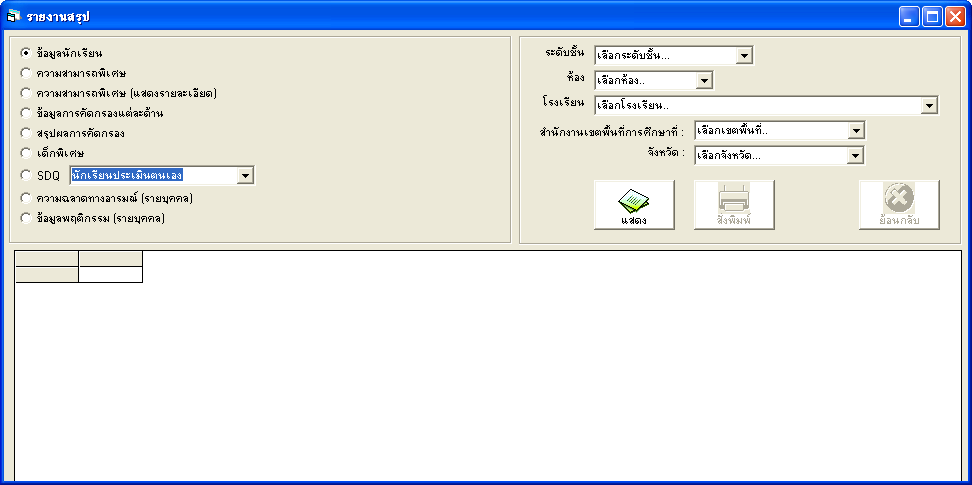 รายงานสรุป
ข้อมูลนักเรียน
ความสามารถพิเศษ
ความสามารถพิเศษ (แสดงรายละเอียด)
ข้อมูลการคัดกรองแต่ละด้าน
สรุปผลการคัดกรอง
เด็กพิเศษ
SDQ นักเรียนประเมินตนเอง
ความฉลาดทางอารมณ์ (รายบุคคล)
ข้อมูลพฤติกรรม (รายบุคคล)
ระดับชั้น เลือกระดับชั้น...
ห้อง เลือกห้อง..
โรงเรียน เลือกโรงเรียน..
สำนักงานเขตพื้นที่การศึกษาที่ : เลือกเขตพื้นที่..
จังหวัด : เลือกจังหวัด...
แสดง สั่งพิมพ์ ย้อนกลับ